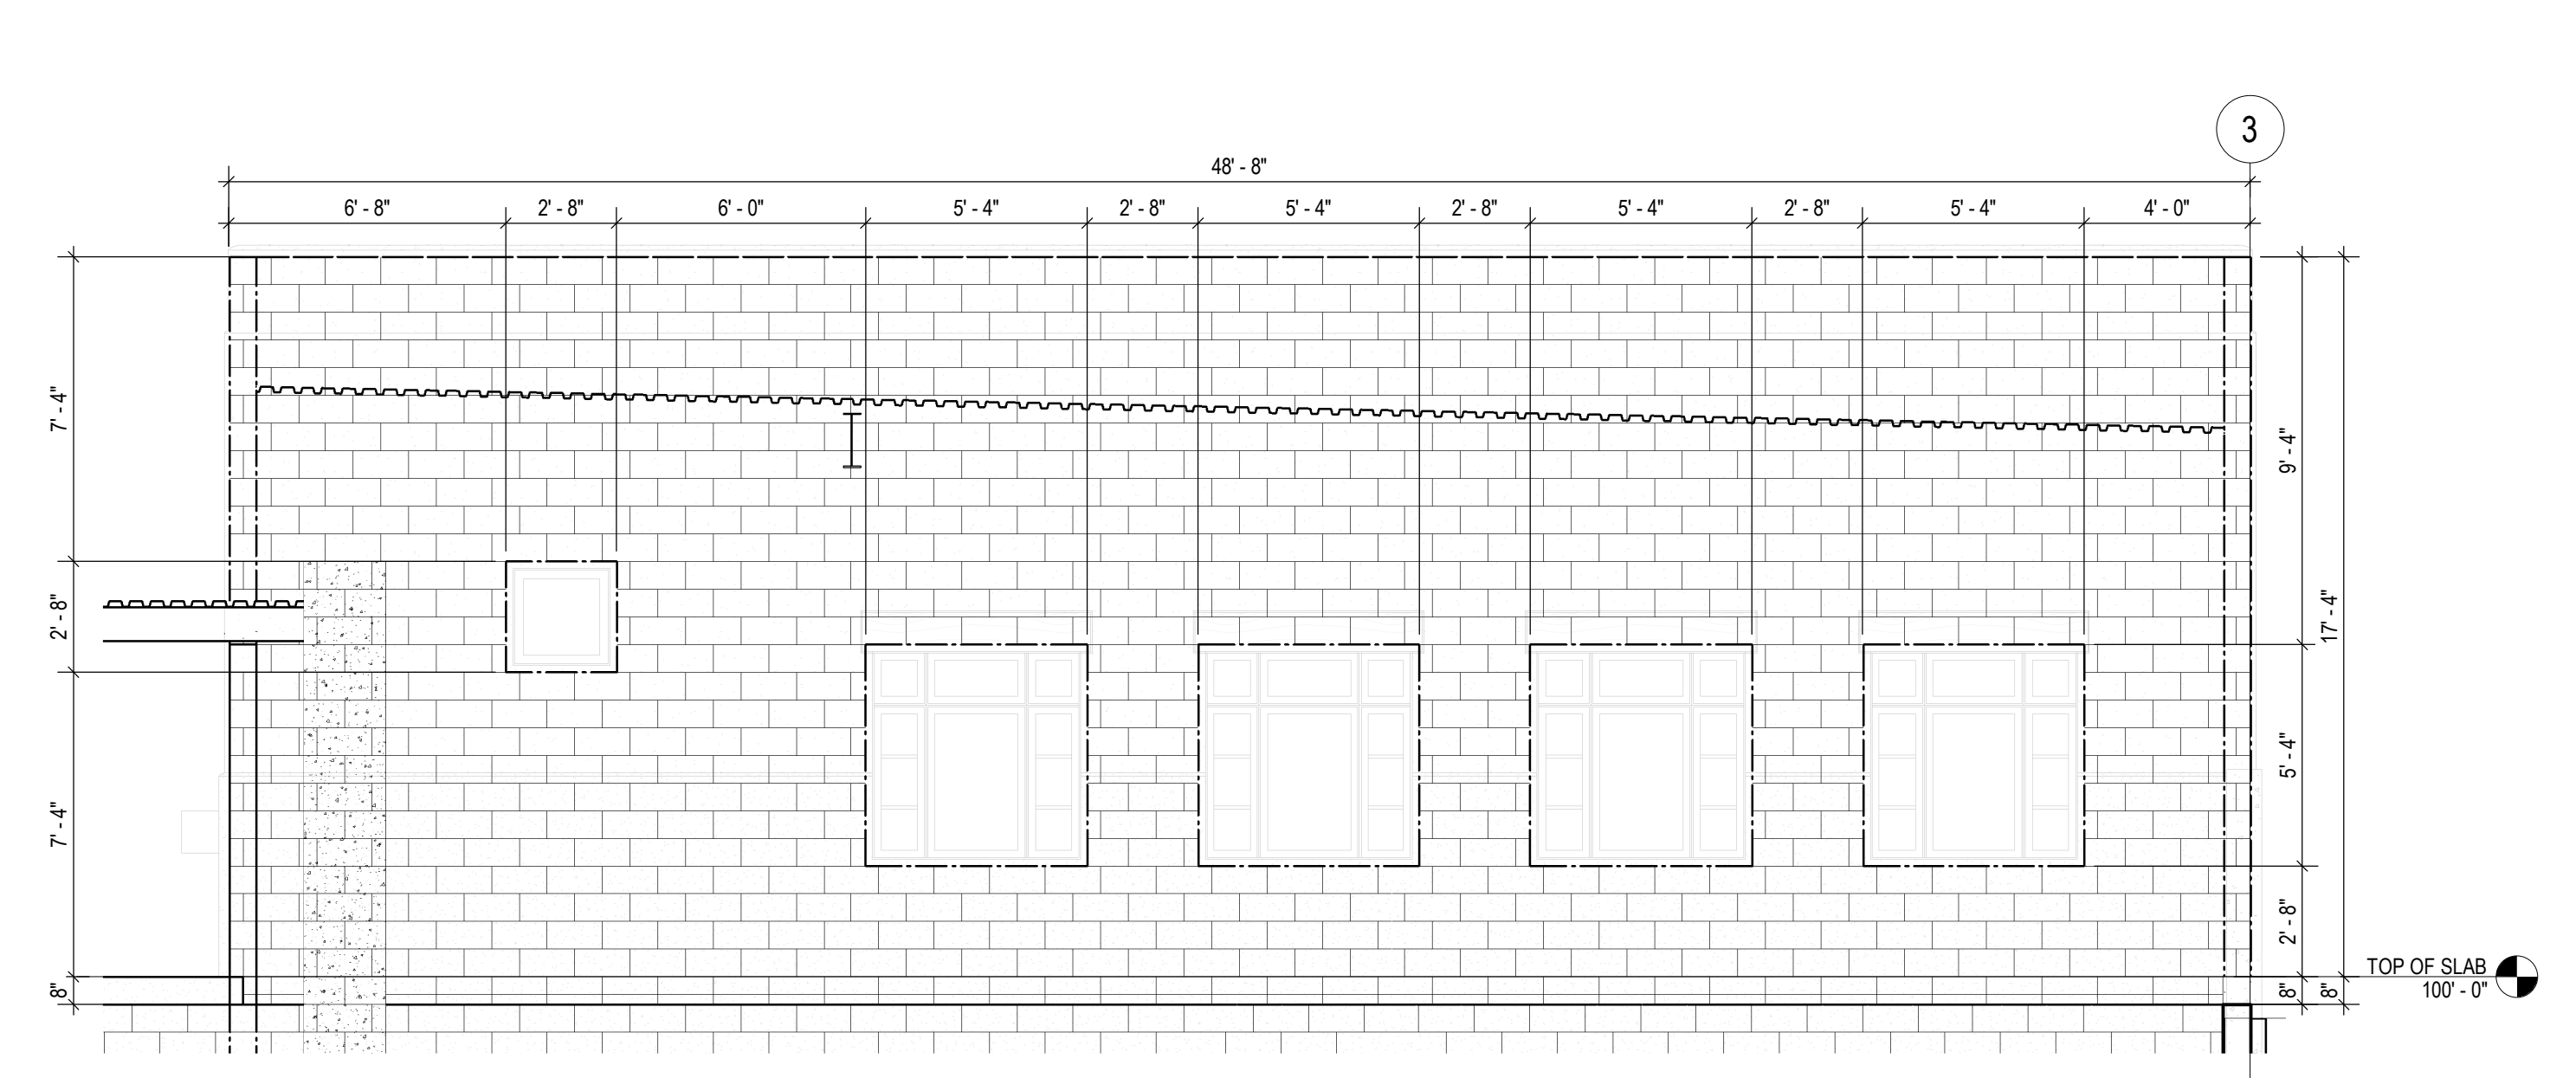 3
48' - 8"
6' - 8" 2' - 8" 6' - 0" 5' - 4" 2' - 8" 5' - 4" 2' - 8" 5' - 4" 2' - 8" 5' - 4" 4' - 0"
7' - 4"
2' - 8"
7' - 4"
8"
9' - 4"
5' - 4"
2' - 8"
8"
17' - 4"
8"
TOP OF SLAB
100' - 0"